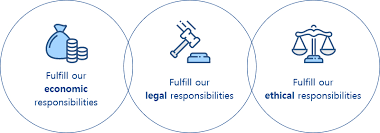 Fulfill our
economic
responsibilities
Fulfill our
legal responsibilities
Fulfill our
ethical responsibilities